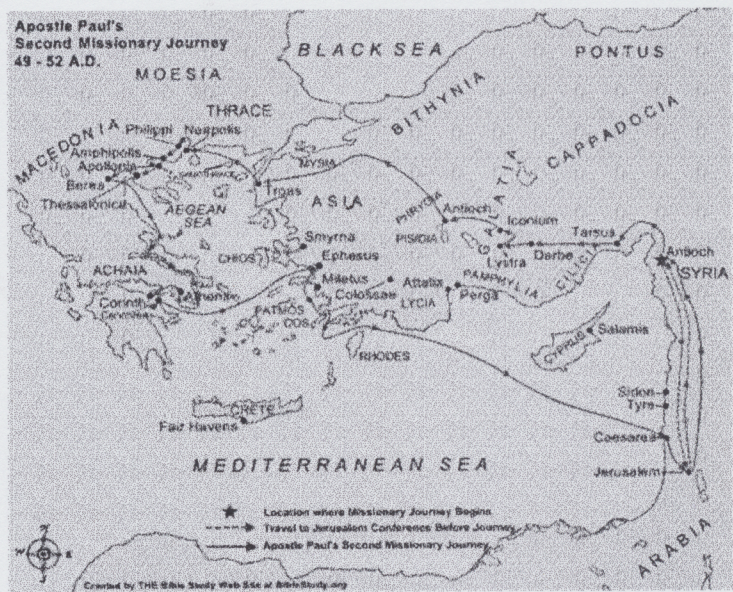 Apostle Paul's
Second Missionary Journey
49 - 52 A.D.
BLACK SEA
PONTUS
MOESIA
THRACE
BITHYNIA
CAPPADOCIA
MACEDONIA
Philippi
Neapolis
Amphipolis
Apollonia
Berea
Thessalonica
SAMOTHRACE
MYSIA
Troas
ASIA
AEGEAN
SEA
PHRYGIA
PISIDIA
GALATIA
Antioch
Iconium
Lystra
Derbe
Tarsus
CILICIA
Antioch
SYRIA
Smyrna
CHIOS
Ephesus
ACHAIA
Athens
Corinth
Cenchrea
Miletus
Colossae
Attalia
PAMPHYLIA
LYCIA
Perga
PATMOS
COS
RHODES
CYPRUS
Salamis
Sidon
Tyre
Caesarea
Jerusalem
CRETE
Fair Havens
MEDITERRANEAN SEA
ARABIA
Location where Missionary Journey Begins
Travel to Jerusalem Conference Before Journey
Apostle Paul's Second Missionary Journey
N
W
E
S
Created by THE Bible Study Web Site at BibleStudy.org